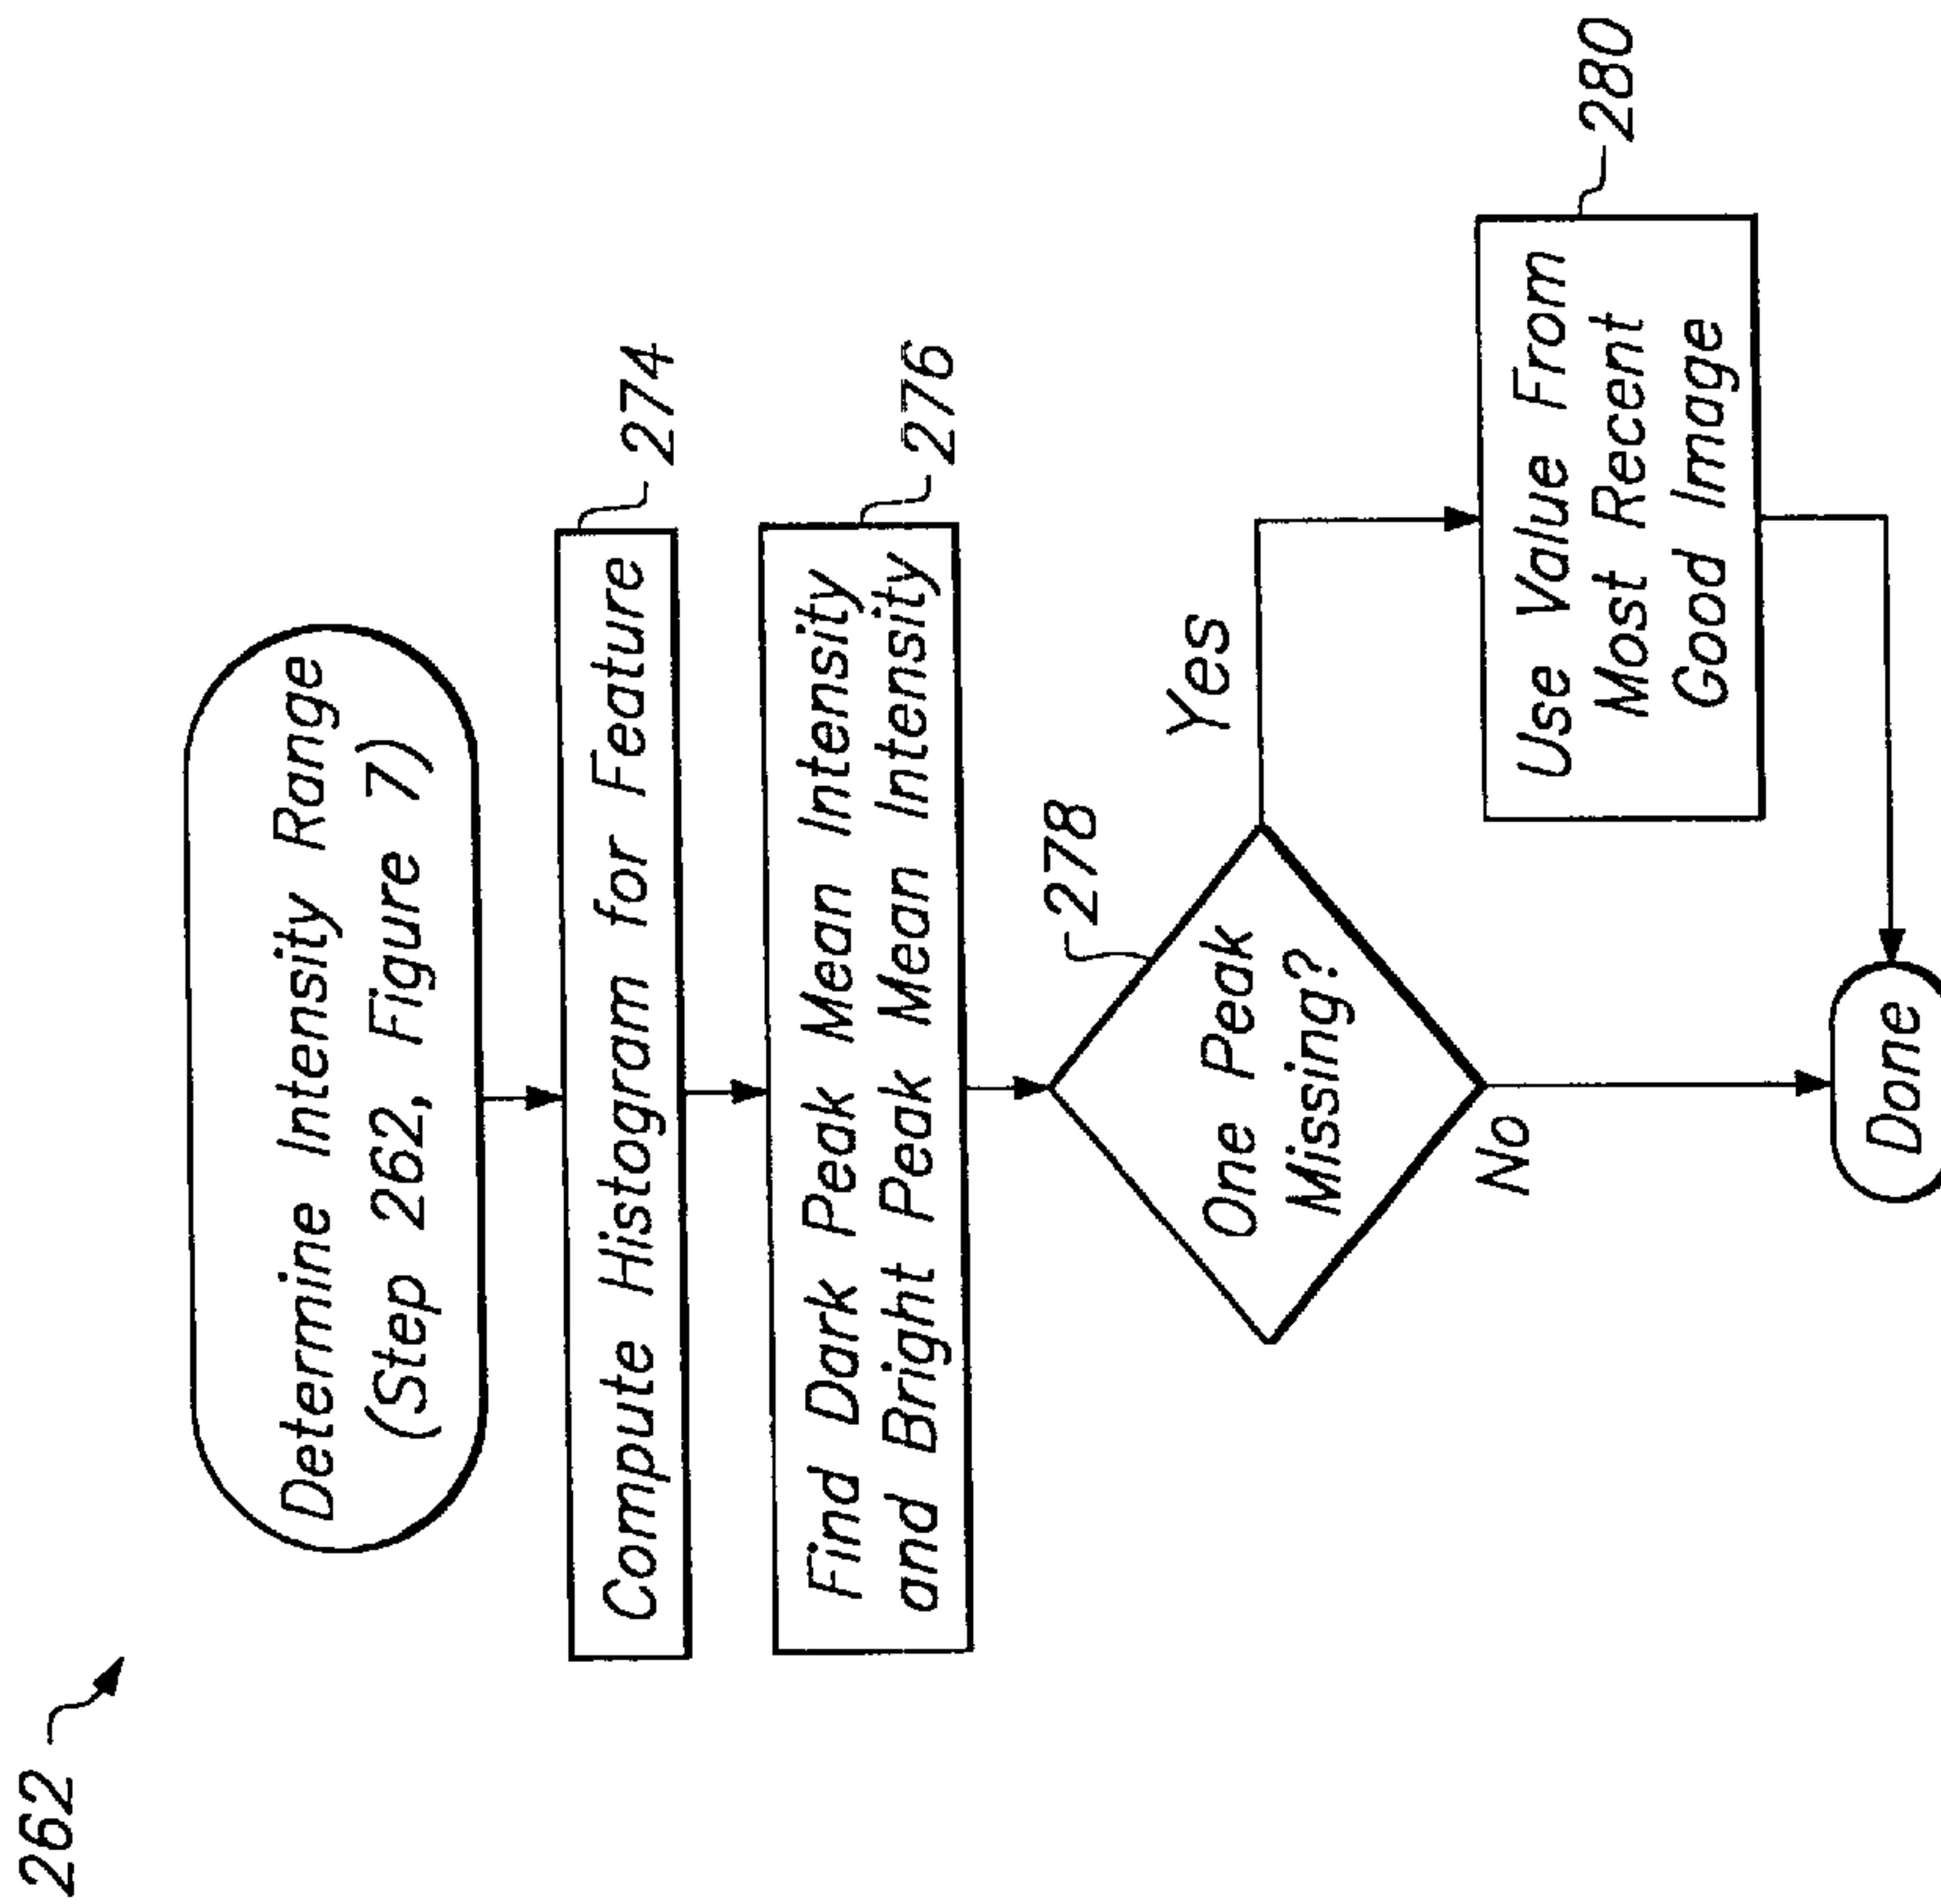 262
Determine Intensity Range
(Step 262, Figure 7)
Compute Histogram for Feature
274
Find Dark Peak Mean Intensity
and Bright Peak Mean Intensity
276
278
One Peak
Missing?
Yes
No
Use Value From
Most Recent
Good Image
280
Done